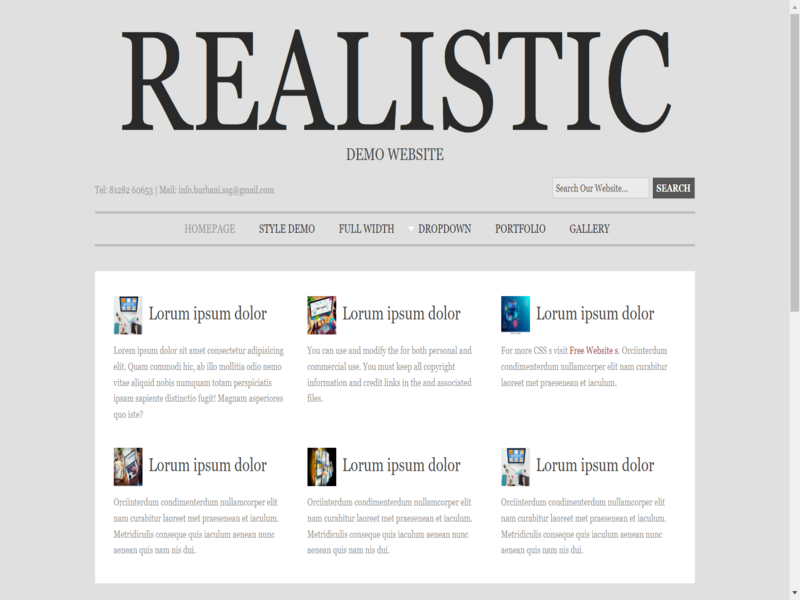 REALISTIC
DEMO WEBSITE
Tel: 81282 60653 | Mail: info.burhani.ssg@gmail.com
Search Our Website...
SEARCH
HOMEPAGE STYLE DEMO FULL WIDTH DROPDOWN PORTFOLIO GALLERY
Lorum ipsum dolor
Lorem ipsum dolor sit amet consectetur adipisicing
elit. Quam commodi hic, ab illo mollitia odio nemo
vitae aliquid nobis numquam totam perspiciatis
ipsam sapiente distinctio fugit! Magnam asperiores
quo iste?
Lorum ipsum dolor
You can use and modify the for both personal and
commercial use. You must keep all copyright
information and credit links in the and associated
files.
Lorum ipsum dolor
For more CSS s visit Free Website s. Orciinterdum
condimenterdum nullamcorper elit nam curabitur
laoreet met praesenean et iaculum.
Lorum ipsum dolor
Orciinterdum condimenterdum nullamcorper elit
nam curabitur laoreet met praesenean et iaculum.
Metridiculis conseque quis iaculum aenean nunc
aenean quis nam nis dui.
Lorum ipsum dolor
Orciinterdum condimenterdum nullamcorper elit
nam curabitur laoreet met praesenean et iaculum.
Metridiculis conseque quis iaculum aenean nunc
aenean quis nam nis dui.
Lorum ipsum dolor
Orciinterdum condimenterdum nullamcorper elit
nam curabitur laoreet met praesenean et iaculum.
Metridiculis conseque quis iaculum aenean nunc
aenean quis nam nis dui.